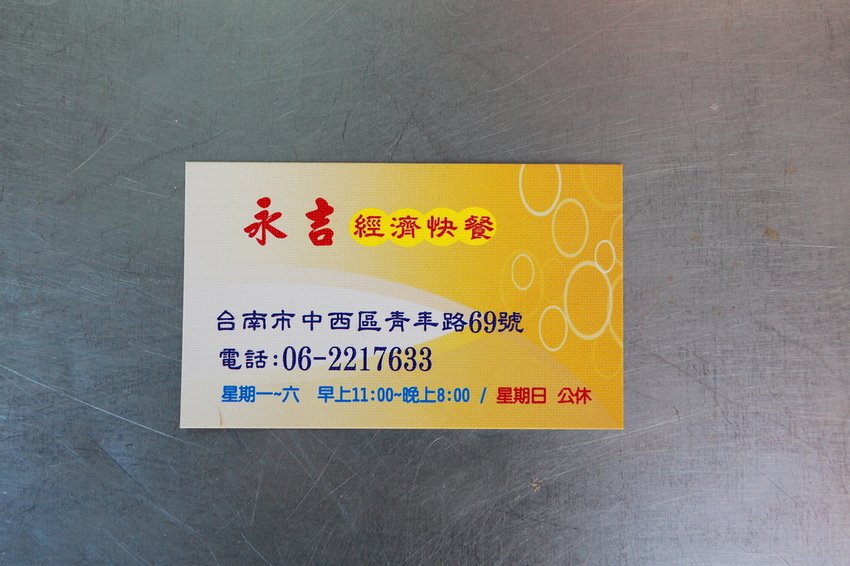 永吉 經濟快餐
台南市中西區青年路69號
電話:06-2217633
星期一~六 早上11:00~晚上8:00 / 星期日 公休